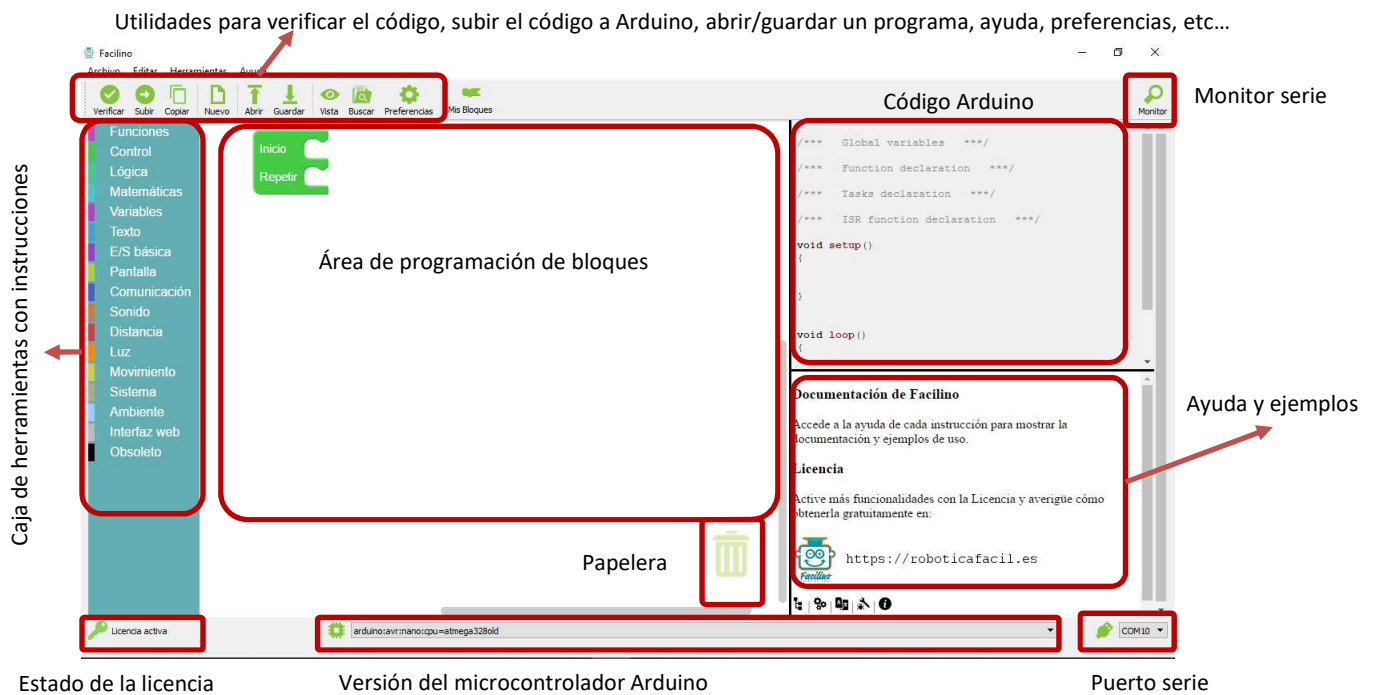 Utilidades para verificar el código, subir el código a Arduino, abrir/guardar un programa, ayuda, preferencias, etc…
Facilino
Archivo Editar Herramientas Ayuda
Verificar Subir Copiar Nuevo Abrir Guardar Vista Buscar Preferencias Mis Bloques
Código Arduino
Monitor
Monitor serie
Caja de herramientas con instrucciones
Funciones
Control
Lógica
Matemáticas
Variables
Texto
E/S básica
Pantalla
Comunicación
Sonido
Distancia
Luz
Movimiento
Sistema
Ambiente
Interfaz web
Obsoleto
Inicio
Repetir
Área de programación de bloques
Papelera
/*** Global variables ***/
/*** Function declaration ***/
/*** Tasks declaration ***/
/*** ISR function declaration ***/
void setup()
{
}
void loop()
{
Documentación de Facilino
Accede a la ayuda de cada instrucción para mostrar la
documentación y ejemplos de uso.
Licencia
Active más funcionalidades con la Licencia y averigüe cómo
obtenerla gratuitamente en:
Facilino
https://roboticafacil.es
Ayuda y ejemplos
Licencia activa
arduino:avr:nano:cpu=atmega328old
COM10
Estado de la licencia
Versión del microcontrolador Arduino
Puerto serie